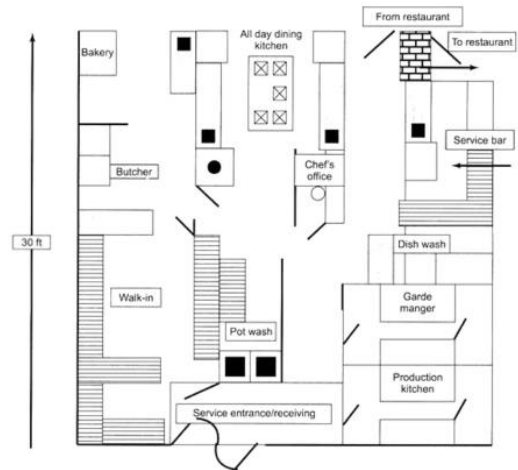 From restaurant
To restaurant
All day dining
kitchen
Bakery
Service bar
Butcher
Chef's
office
30 ft
Dish wash
Walk-in
Garde
manger
Pot wash
Production
kitchen
Service entrance/receiving